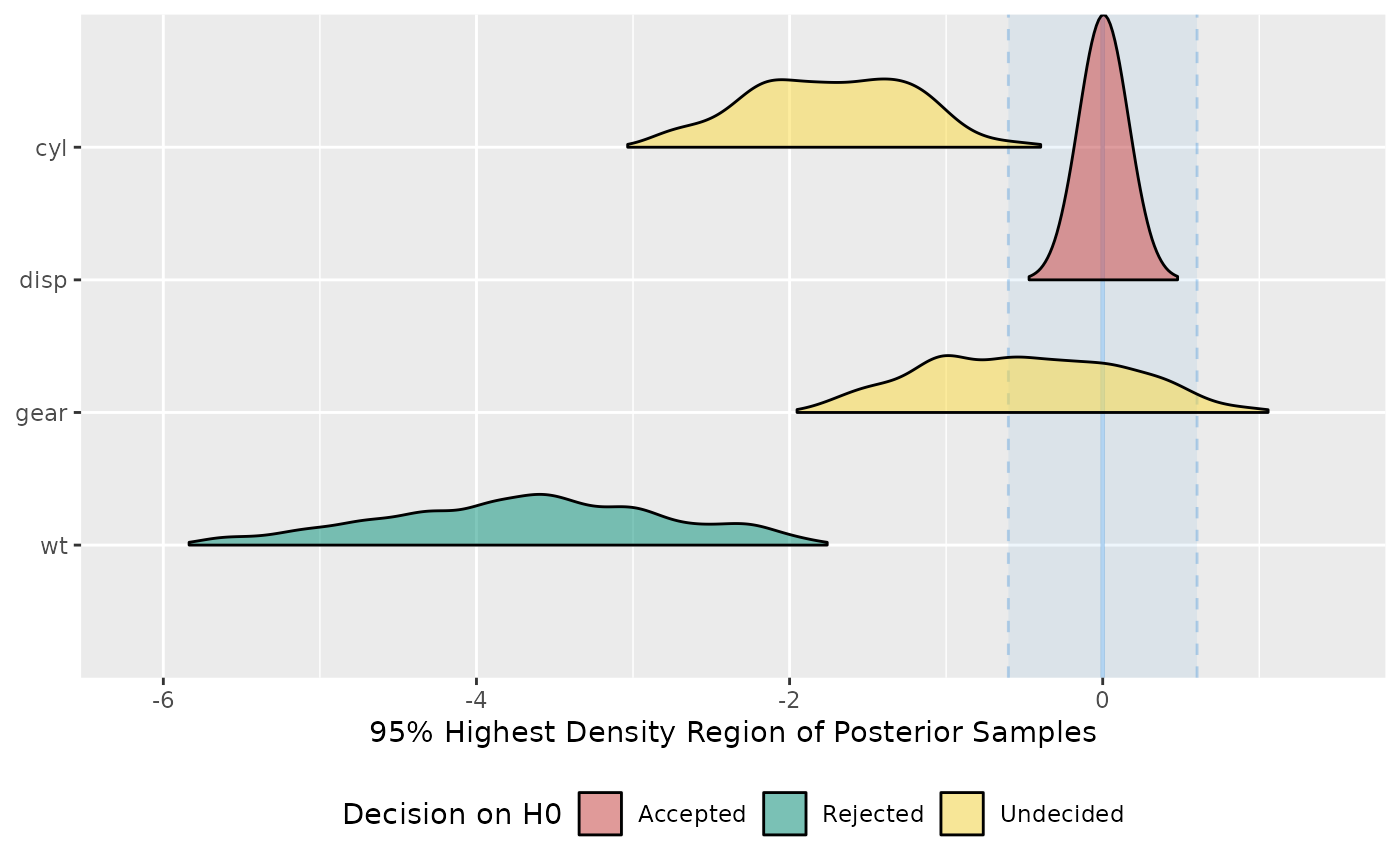 cyl
disp
gear
wt
-6 -4 -2 0
95% Highest Density Region of Posterior Samples
Decision on H0 Accepted Rejected Undecided